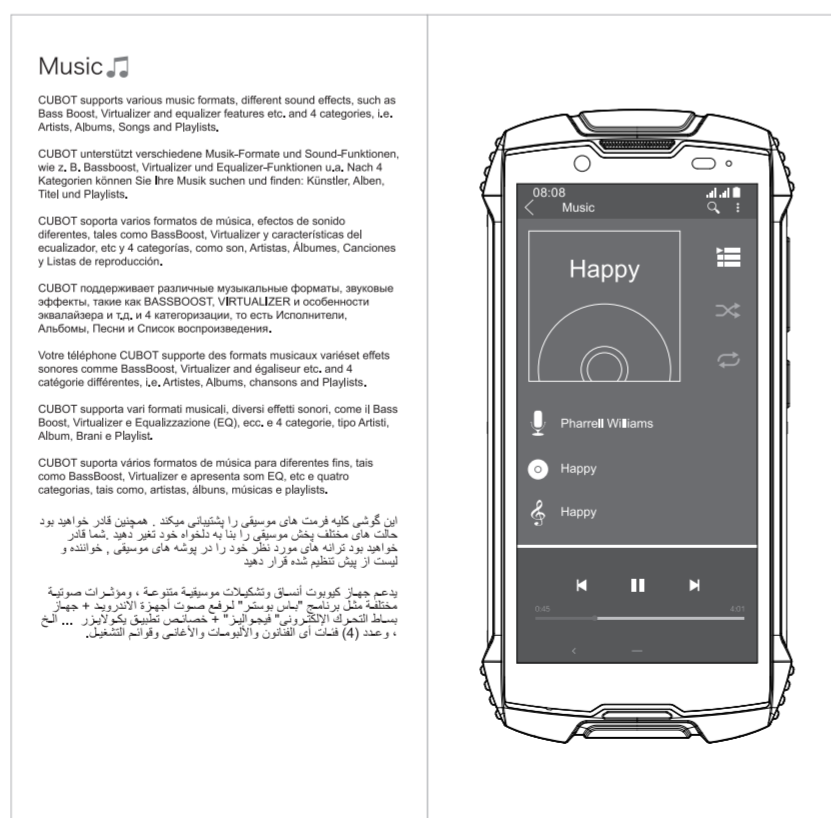 Music
CUBOT supports various music formats, different sound effects, such as
Bass Boost, Virtualizer and equalizer features etc. and 4 categories, i.e.
Artists, Albums, Songs and Playlists.
CUBOT unterstützt verschiedene Musik-Formate und Sound-Funktionen,
wie z. B. Bassboost, Virtualizer und Equalizer-Funktionen u.a. Nach 4
Kategorien können Sie Ihre Musik suchen und finden: Künstler, Alben,
Titel und Playlists.
CUBOT soporta varios formatos de música, efectos de sonido
diferentes, tales como BassBoost, Virtualizer y características del
ecualizador, etc y 4 categorías, como son, Artistas, Álbumes, Canciones
y Listas de reproducción.
CUBOT поддерживает различные музыкальные форматы, звуковые
эффекты, такие как BASSBOOST, VIRTUALIZER и особенности
эквалайзера и т.д. и 4 категоризации, то есть Исполнители,
Альбомы, Песни и Список воспроизведения.
Votre téléphone CUBOT supporte des formats musicaux variéset effets
sonores comme BassBoost, Virtualizer and égaliseur etc. and 4
catégorie différentes, i.e. Artistes, Albums, chansons and Playlists.
CUBOT supporta vari formati musicali, diversi effetti sonori, come il Bass
Boost, Virtualizer e Equalizzazione (EQ), ecc. e 4 categorie, tipo Artisti,
Album, Brani e Playlist.
CUBOT suporta vários formatos de música para diferentes fins, tais
como BassBoost, Virtualizer e apresenta som EQ, etc e quatro
categorias, tais como, artistas, álbuns, músicas e playlists.
این گوشی کلیه فرمت های موسیقی را پشتیبانی میکند . همچنین قادر خواهید بود
حالت های مختلف پخش موسیقی را بنا به دلخواه خود تغیر دهید .شما قادر
خواهید بود ترانه های مورد نظر خود را در پوشه های موسیقی , خواننده و
لیست از پیش تنظیم شده قرار دهید
يدعم جهاز كيوبوت أنساق وتشكيلات موسيقية متنوعة ، ومؤثرات صوتية
مختلفة مثل برنامج "باس بوستر" لرفع صوت أجهزة الاندرويد + جهاز
بساط التحرك الإلكترونى" فيجواليز" + خصائص تطبيق يكولايزر ... الخ
، وعدد (4) فئات أى الفنانون والألبومات والأغانى وقوائم التشغيل.
08:08
Music
Happy
Pharrell Williams
Happy
Happy
0:45 4:01